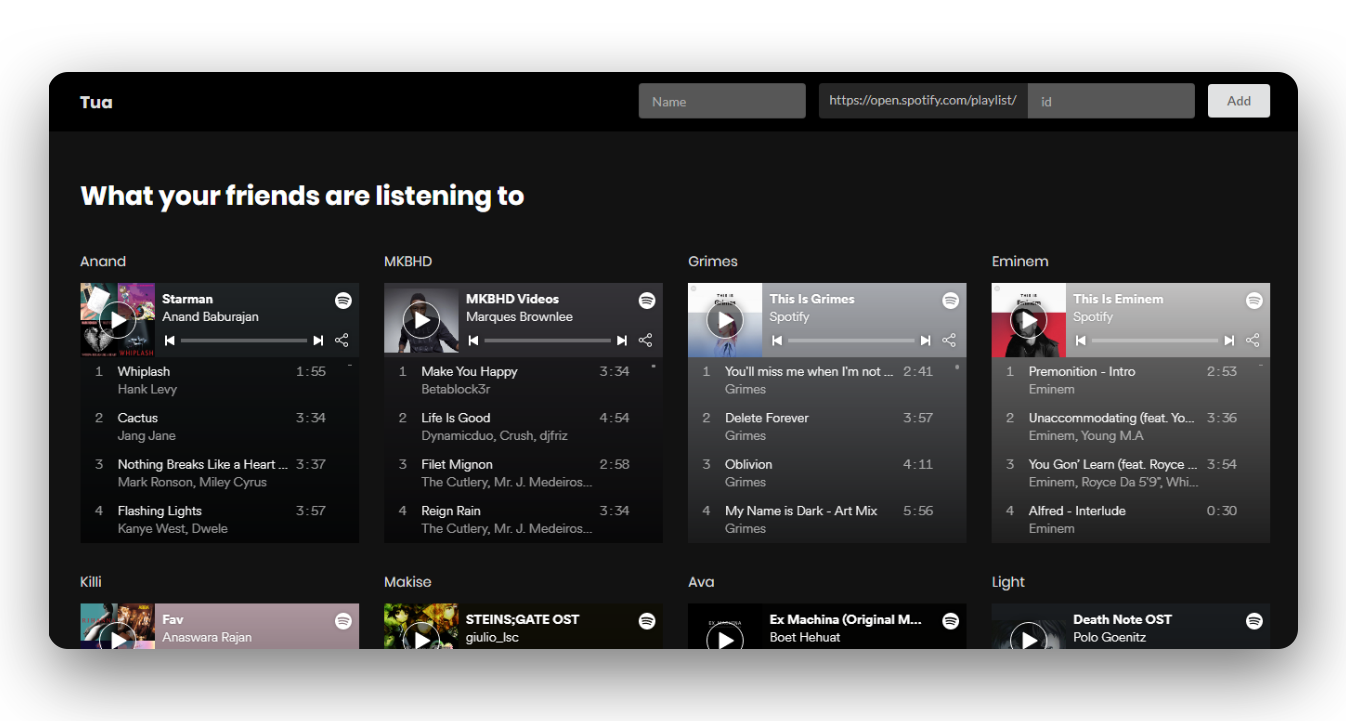 Tua
Name
https://open.spotify.com/playlist/
id
Add
What your friends are listening to
Anand
Starman
Anand Baburajan
1 Whiplash 1:55
Hank Levy
2 Cactus 3:34
Jang Jane
3 Nothing Breaks Like a Heart ... 3:37
Mark Ronson, Miley Cyrus
4 Flashing Lights 3:57
Kanye West, Dwele
MKBHD
MKBHD Videos
Marques Brownlee
1 Make You Happy 3:34
Betablock3r
2 Life Is Good 4:54
Dynamicduo, Crush, djfriz
3 Filet Mignon 2:58
The Cutlery, Mr. J. Medeiros...
4 Reign Rain 3:34
The Cutlery, Mr. J. Medeiros...
Grimes
THIS IS
Grimes
This Is Grimes
Spotify
1 You'll miss me when I'm not ... 2:41
Grimes
2 Delete Forever 3:57
Grimes
3 Oblivion 4:11
Grimes
4 My Name is Dark - Art Mix 5:56
Grimes
Eminem
THIS IS
Eminem
This Is Eminem
Spotify
1 Premonition - Intro 2:53
Eminem
2 Unaccommodating (feat. Yo... 3:36
Eminem, Young M.A
3 You Gon' Learn (feat. Royce ... 3:54
Eminem, Royce Da 5'9", Whi...
4 Alfred - Interlude 0:30
Eminem
WHIPLASH
Killi
Fav
Anaswara Rajan
Makise
STEINS;GATE OST
giulio_lsc
Ava
EX MACHINA
Ex Machina (Original M...
Boet Hehuat
Light
Death Note OST
Polo Goenitz